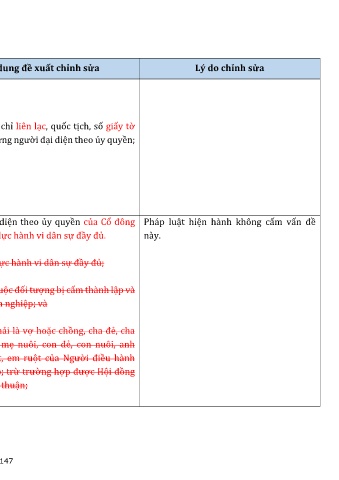 dung đề xuất chỉnh sửa
Lý do chỉnh sửa
chỉ liên lạc, quốc tịch, số giấy tờ
ững người đại diện theo ủy quyền;
diện theo ủy quyền của Cổ đông
lực hành vi dân sự đầy đủ.
Pháp luật hiện hành không cấm vấn đề
này.
lực hành vi dân sự đầy đủ;
uộc đối tượng bị cấm thành lập và
h nghiệp; và
hải là vợ hoặc chồng, cha đẻ, cha
mẹ nuôi, con đẻ, con nuôi, anh
t, em ruột của Người điều hành
; trừ trường hợp được Hội đồng
thuận;
147